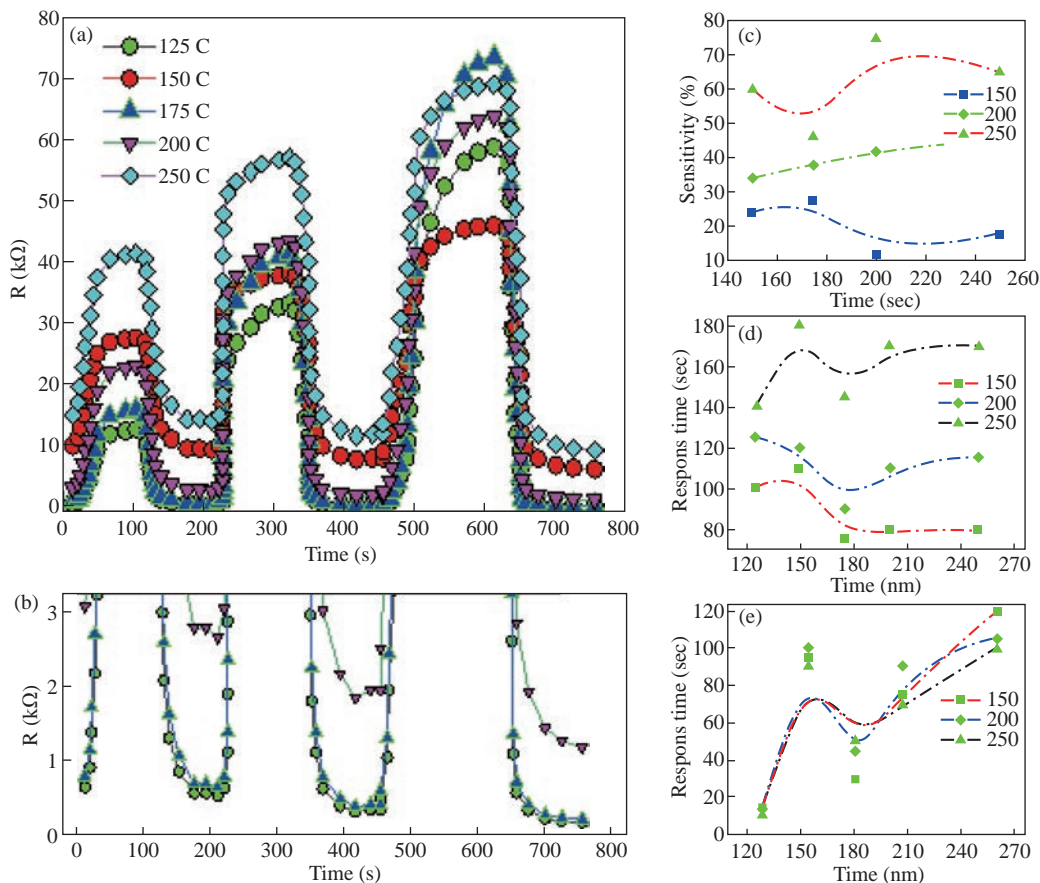 (a)
125 C
150 C
175 C
200 C
250 C
R (kΩ)
80
70
60
50
40
30
20
10
0
0 100 200 300 400 500 600 700 800
Time (s)
(b)
R (kΩ)
3
2
1
0
0 100 200 300 400 500 600 700 800
Time (s)
(c)
Sensitivity (%)
80
70
60
50
40
30
20
10
150
200
250
140 160 180 200 220 240 260
Time (sec)
(d)
Respons time (sec)
180
160
140
120
100
80
150
200
250
120 150 180 210 240 270
Time (nm)
(e)
Respons time (sec)
120
100
80
60
40
20
0
150
200
250
120 150 180 210 240 270
Time (nm)